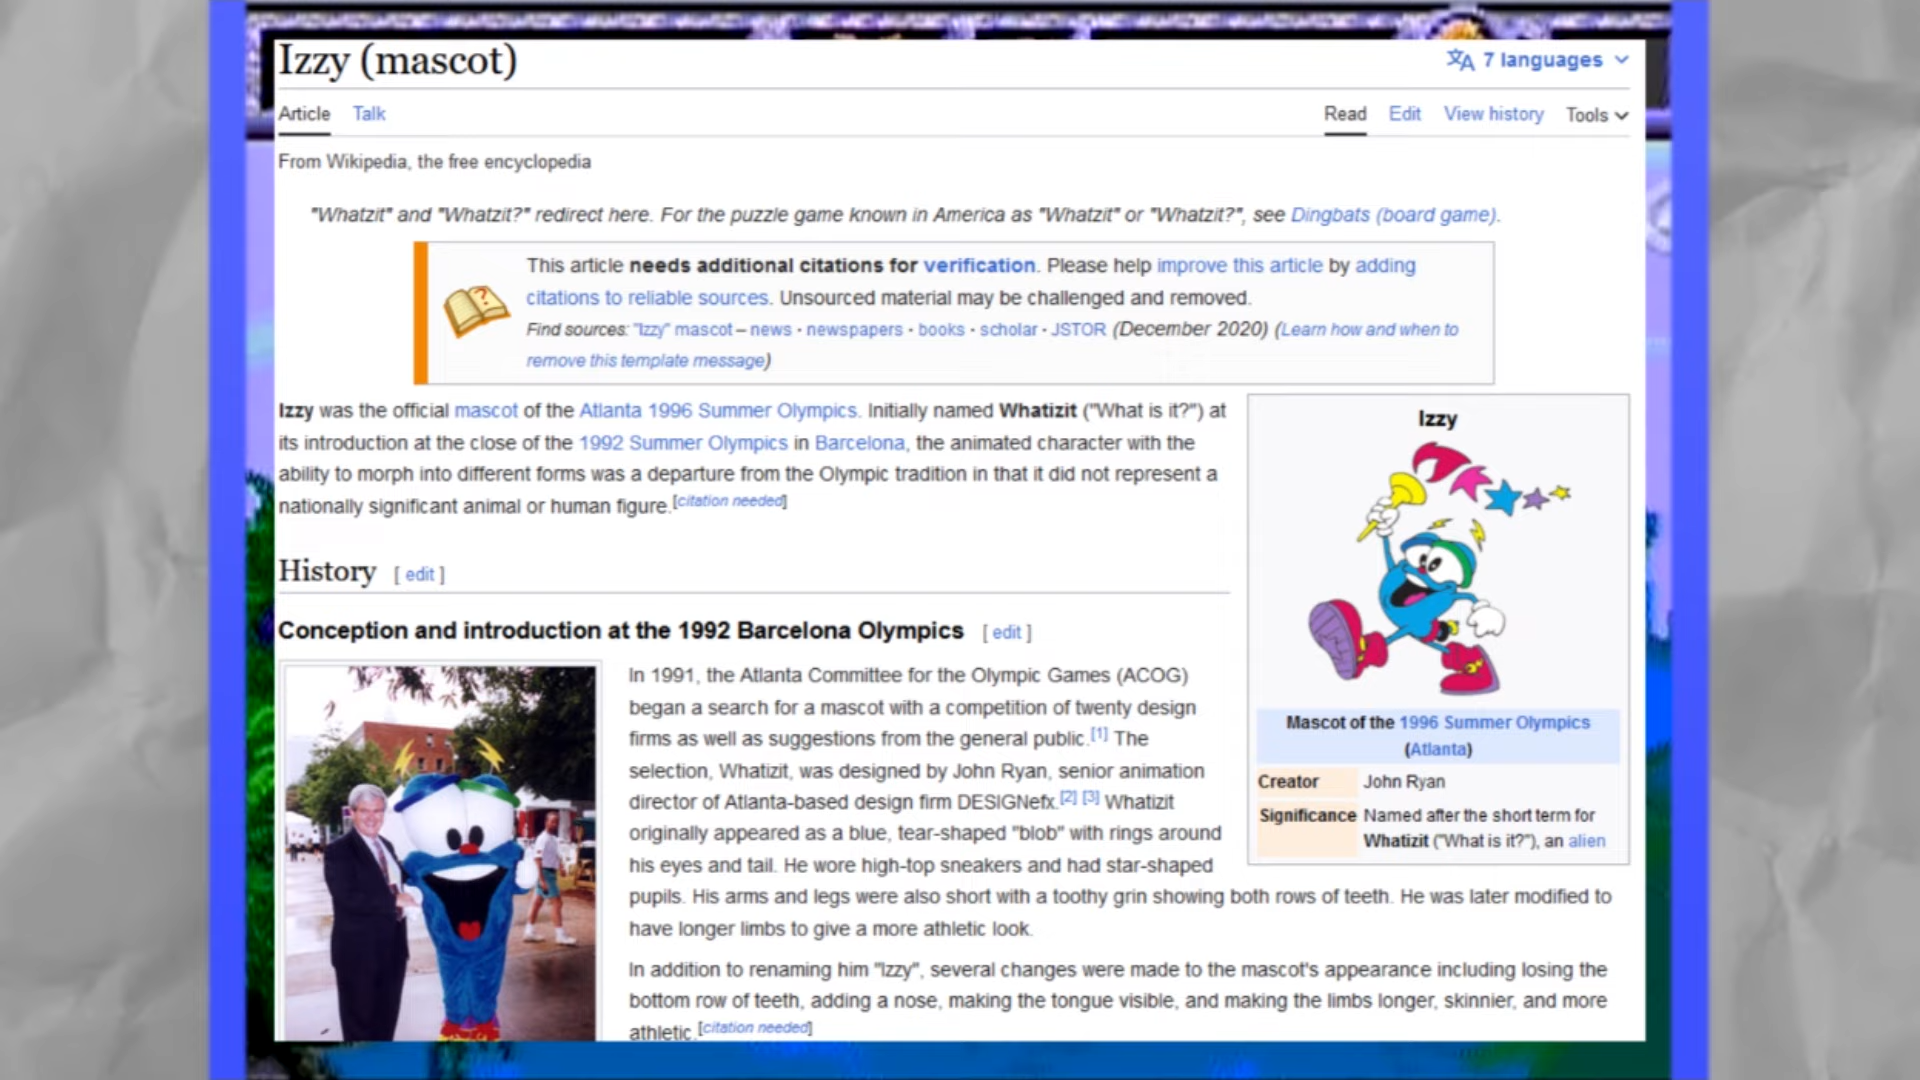 Izzy (mascot)
7 languages
Article Talk
Read Edit View history Tools
From Wikipedia, the free encyclopedia
"Whatzit" and "Whatzit?" redirect here. For the puzzle game known in America as "Whatzit" or "Whatzit?", see Dingbats (board game).
This article needs additional citations for verification. Please help improve this article by adding
citations to reliable sources. Unsourced material may be challenged and removed.
Find sources: "Izzy" mascot – news · newspapers · books · scholar · JSTOR (December 2020) (Learn how and when to
remove this template message)
Izzy was the official mascot of the Atlanta 1996 Summer Olympics. Initially named Whatizit ("What is it?") at
its introduction at the close of the 1992 Summer Olympics in Barcelona, the animated character with the
ability to morph into different forms was a departure from the Olympic tradition in that it did not represent a
nationally significant animal or human figure.[citation needed]
Izzy
Mascot of the 1996 Summer Olympics
(Atlanta)
Creator John Ryan
Significance Named after the short term for
Whatizit ("What is it?"), an alien
History [ edit ]
Conception and introduction at the 1992 Barcelona Olympics [ edit ]
In 1991, the Atlanta Committee for the Olympic Games (ACOG)
began a search for a mascot with a competition of twenty design
firms as well as suggestions from the general public.[1] The
selection, Whatizit, was designed by John Ryan, senior animation
director of Atlanta-based design firm DESIGNefx.[2] [3] Whatizit
originally appeared as a blue, tear-shaped "blob" with rings around
his eyes and tail. He wore high-top sneakers and had star-shaped
pupils. His arms and legs were also short with a toothy grin showing both rows of teeth. He was later modified to
have longer limbs to give a more athletic look.
In addition to renaming him "Izzy", several changes were made to the mascot's appearance including losing the
bottom row of teeth, adding a nose, making the tongue visible, and making the limbs longer, skinnier, and more
athletic.[citation needed]